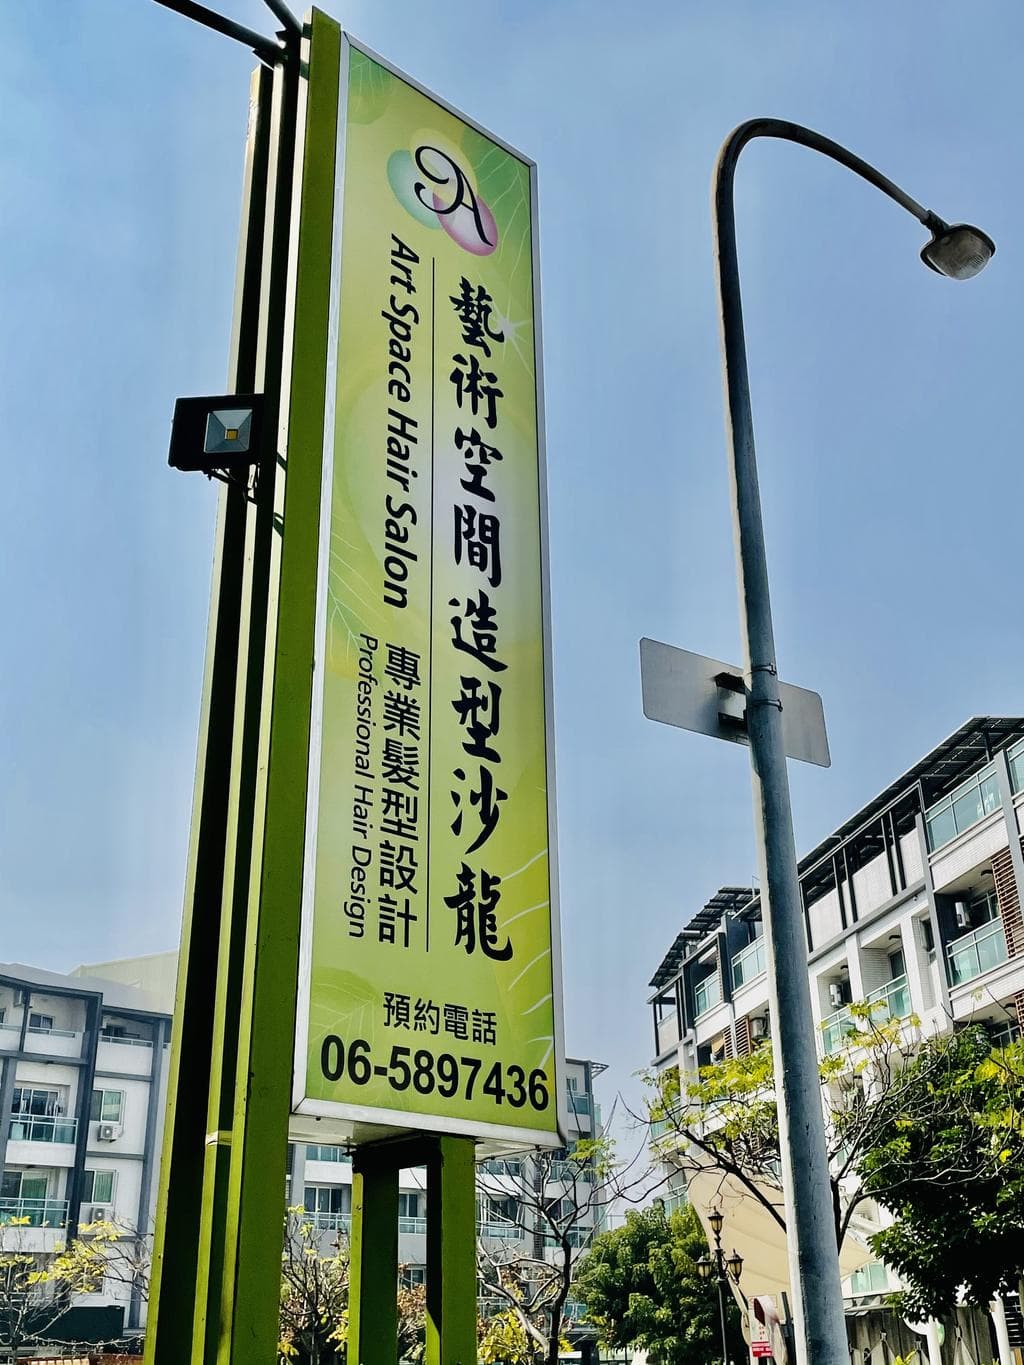 藝術空間造型沙龍
Art Space Hair Salon
專業髮型設計
Professional Hair Design
預約電話
06-5897436